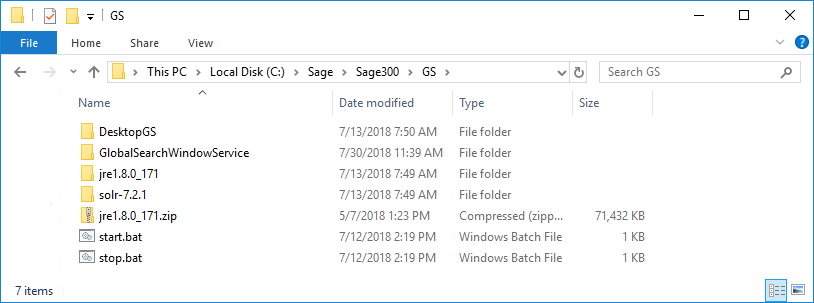 GS
File Home Share View
This PC Local Disk (C:) Sage Sage300 GS Search GS
Name Date modified Type Size
DesktopGS 7/13/2018 7:50 AM File folder
GlobalSearchWindowService 7/30/2018 11:39 AM File folder
jre1.8.0_171 7/13/2018 7:49 AM File folder
solr-7.2.1 7/13/2018 7:49 AM File folder
jre1.8.0_171.zip 5/7/2018 1:23 PM Compressed (zipp... 71,432 KB
start.bat 7/12/2018 2:19 PM Windows Batch File 1 KB
stop.bat 7/12/2018 2:19 PM Windows Batch File 1 KB
7 items